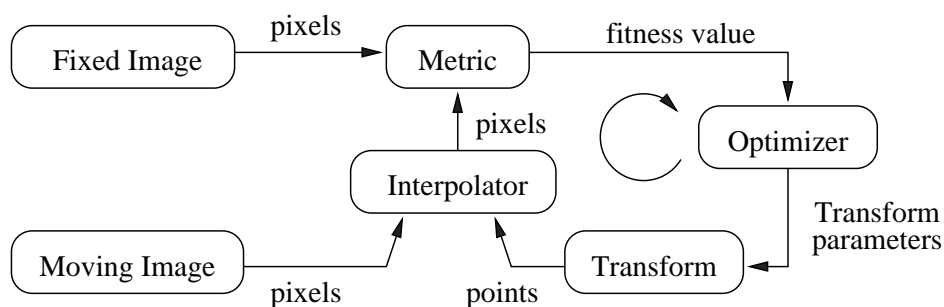 pixels
fitness value
Fixed Image
Metric
pixels
Optimizer
Interpolator
Transform
parameters
Moving Image
Transform
pixels
points